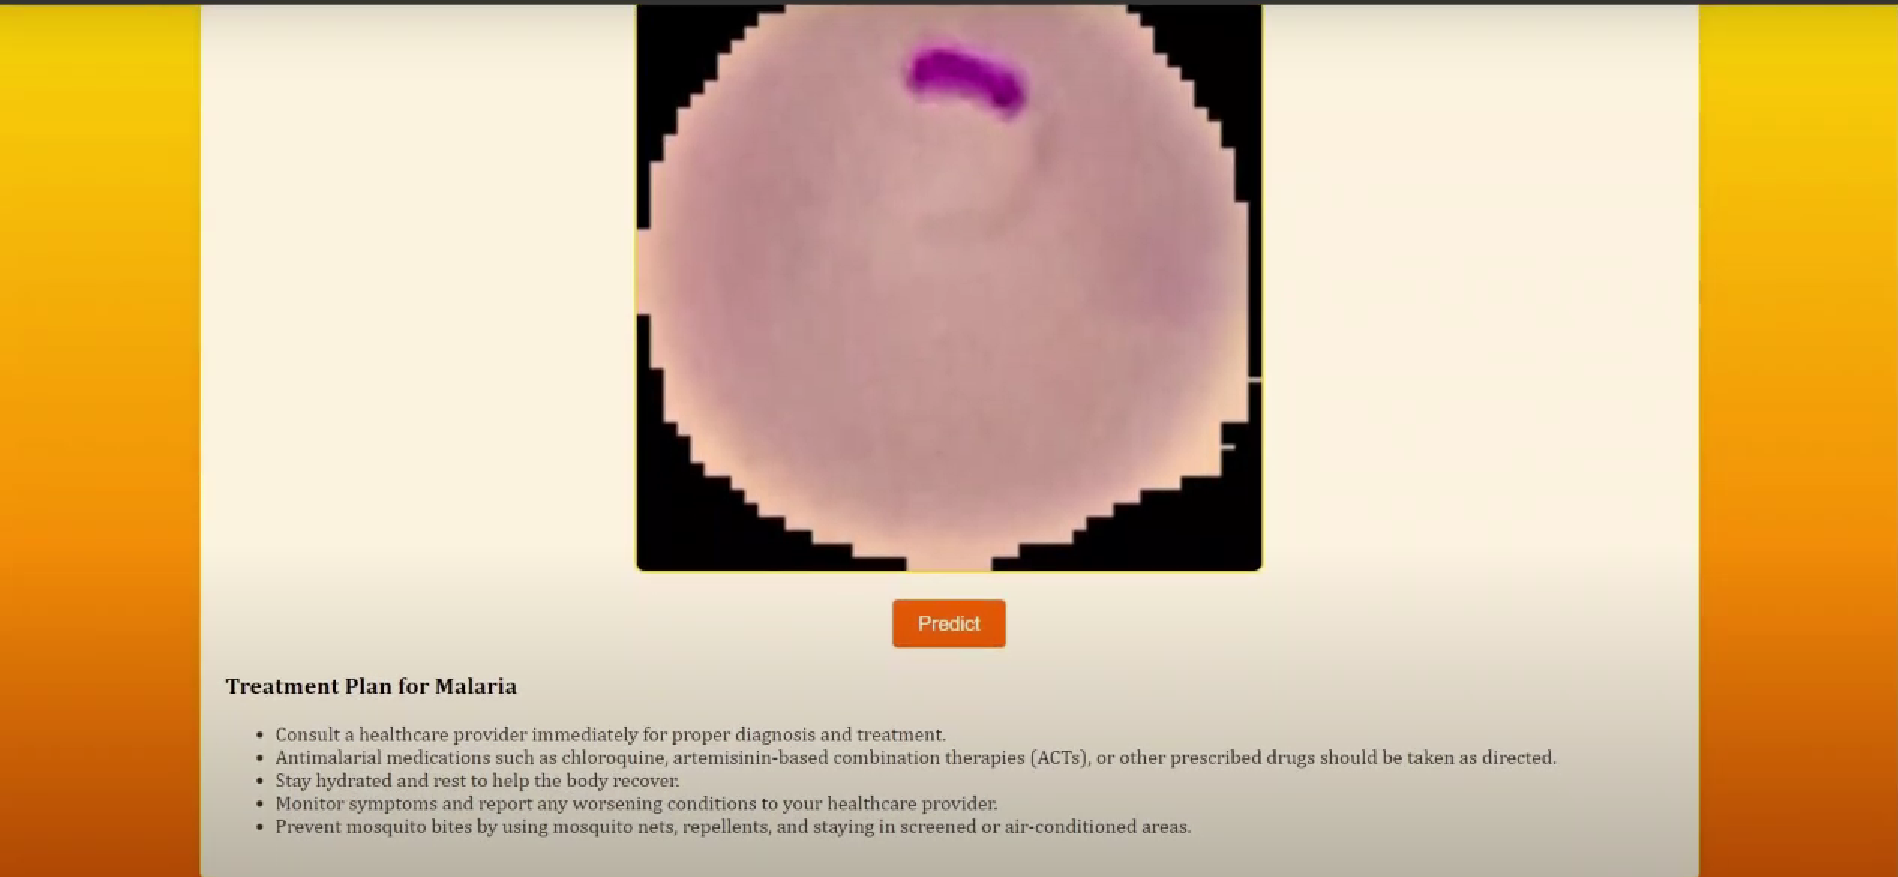 Predict
Treatment Plan for Malaria
Consult a healthcare provider immediately for proper diagnosis and treatment.
Antimalarial medications such as chloroquine, artemisinin-based combination therapies (ACTs), or other prescribed drugs should be taken as directed.
Stay hydrated and rest to help the body recover.
Monitor symptoms and report any worsening conditions to your healthcare provider.
Prevent mosquito bites by using mosquito nets, repellents, and staying in screened or air-conditioned areas.